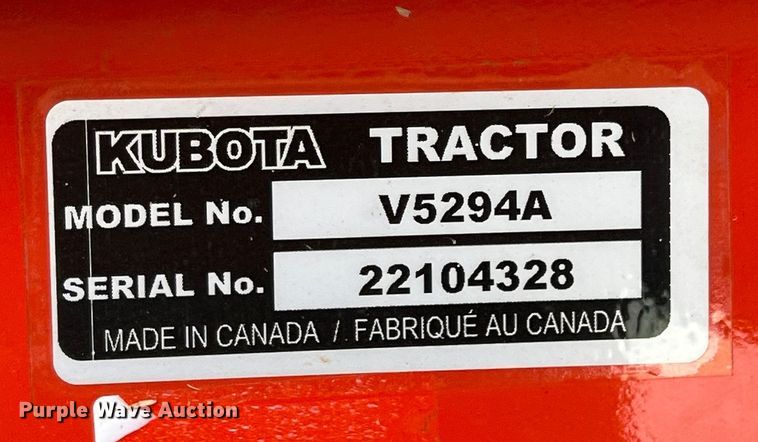 KUBOTA TRACTOR
MODEL No. V5294A
SERIAL No. 22104328
MADE IN CANADA / FABRIQUÉ AU CANADA
Purple Wave Auction